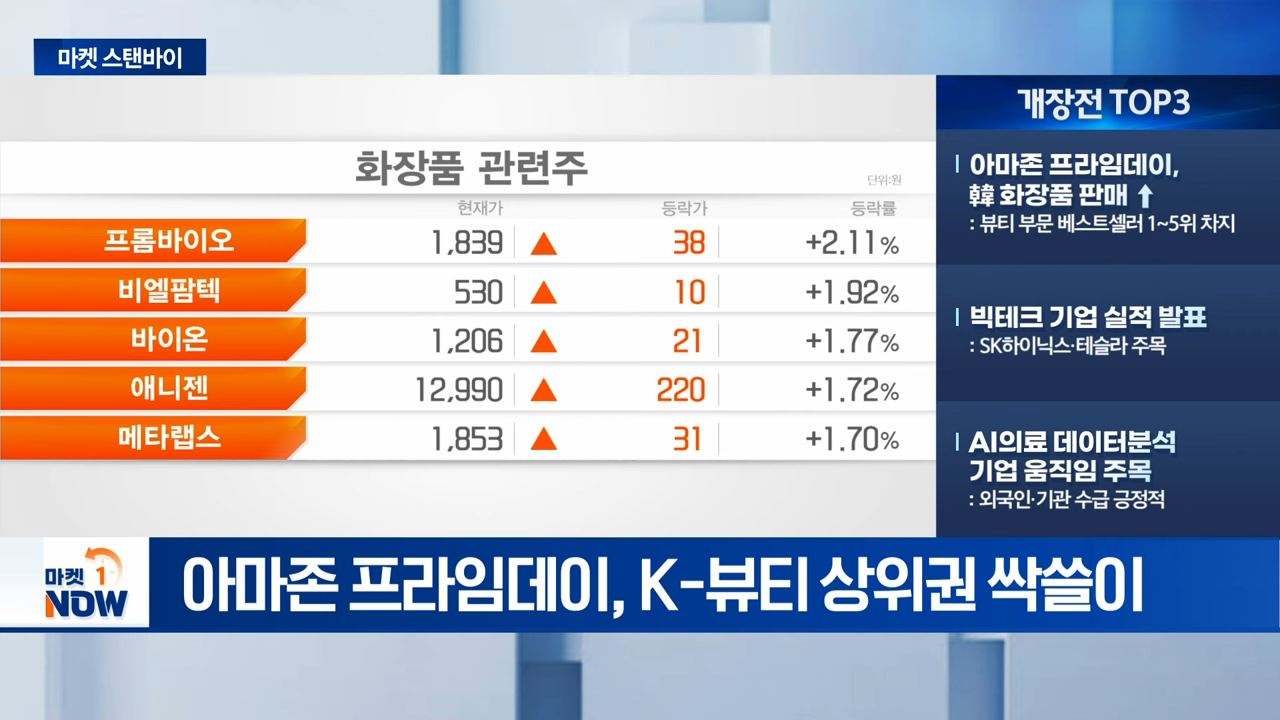 마켓 스탠바이
화장품 관련주
단위:원
현재가 등락가 등락률
프롬바이오 1,839 ▲ 38 +2.11%
비엘팜텍 530 ▲ 10 +1.92%
바이온 1,206 ▲ 21 +1.77%
애니젠 12,990 ▲ 220 +1.72%
메타랩스 1,853 ▲ 31 +1.70%
개장전 TOP3
아마존 프라임데이,
韓 화장품 판매 ↑
: 뷰티 부문 베스트셀러 1~5위 차지
빅테크 기업 실적 발표
: SK하이닉스·테슬라 주목
AI의료 데이터분석
기업 움직임 주목
: 외국인·기관 수급 긍정적
마켓 1
NOW
아마존 프라임데이, K-뷰티 상위권 싹쓸이